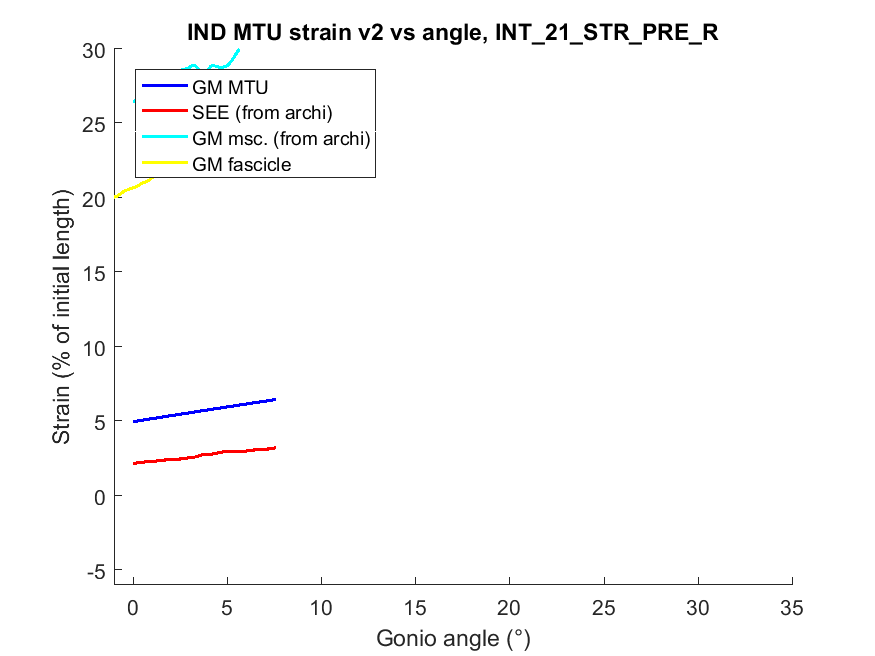 IND MTU strain v2 vs angle, INT_21_STR_PRE_R
30
25
20
15
10
5
0
-5
Strain (% of initial length)
GM MTU
SEE (from archi)
GM msc. (from archi)
GM fascicle
0 5 10 15 20 25 30 35
Gonio angle (°)